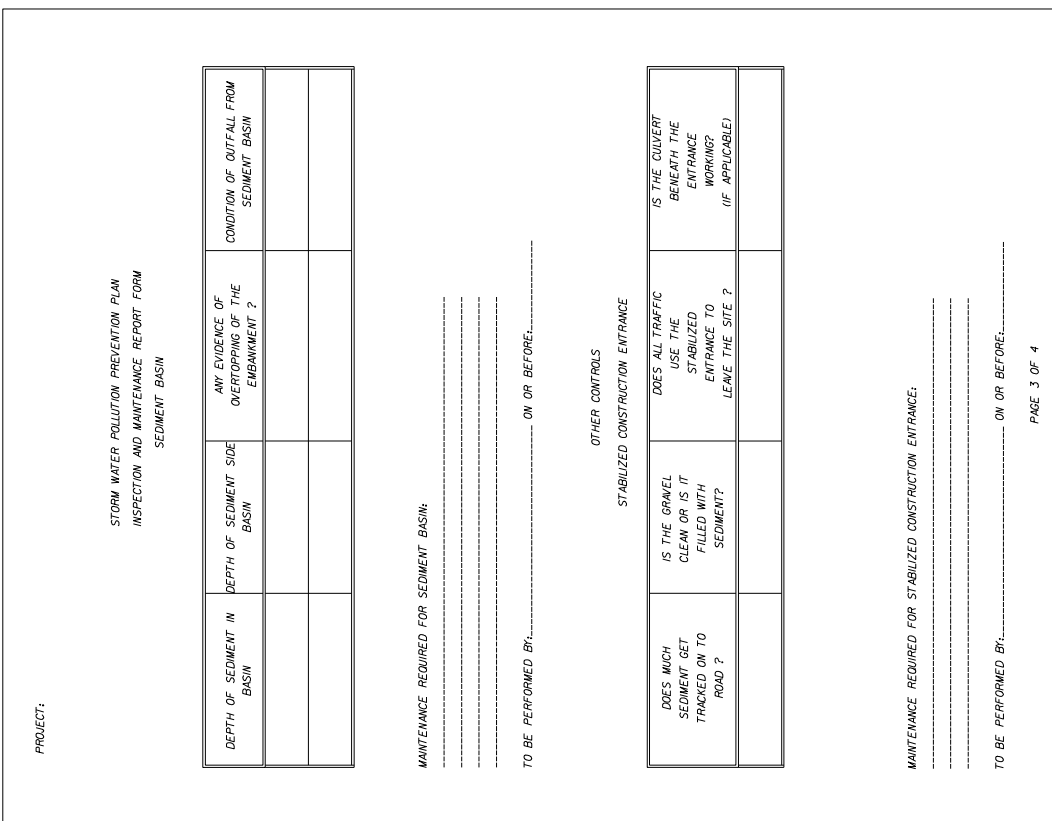 PROJECT:
STORM WATER POLLUTION PREVENTION PLAN
INSPECTION AND MAINTENANCE REPORT FORM
SEDIMENT BASIN
DEPTH OF SEDIMENT IN
BASIN
DEPTH OF SEDIMENT SIDE
BASIN
ANY EVIDENCE OF
OVERTOPPING OF THE
EMBANKMENT ?
CONDITION OF OUTFALL FROM
SEDIMENT BASIN
MAINTENANCE REQUIRED FOR SEDIMENT BASIN:
TO BE PERFORMED BY: ON OR BEFORE:
OTHER CONTROLS
STABILIZED CONSTRUCTION ENTRANCE
DOES MUCH
SEDIMENT GET
TRACKED ON TO
ROAD ?
IS THE GRAVEL
CLEAN OR IS IT
FILLED WITH
SEDIMENT?
DOES ALL TRAFFIC
USE THE
STABILIZED
ENTRANCE TO
LEAVE THE SITE ?
IS THE CULVERT
BENEATH THE
ENTRANCE
WORKING?
(IF APPLICABLE)
MAINTENANCE REQUIRED FOR STABILIZED CONSTRUCTION ENTRANCE:
TO BE PERFORMED BY: ON OR BEFORE:
PAGE 3 OF 4